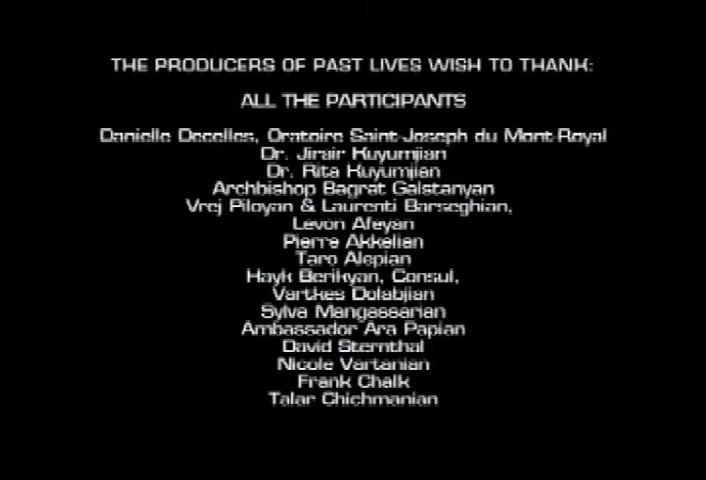 THE PRODUCERS OF PAST LIVES WISH TO THANK:
ALL THE PARTICIPANTS
Danielle Decelles, Oratoire Saint-Joseph du Mont-Royal
Dr. Jirair Kuyumjian
Dr. Rita Kuyumjian
Archbishop Bagrat Galstanyan
Vrej Piloyan & Laurenti Barseghian,
Levon Afeyan
Pierre Akkelian
Taro Alepian
Hayk Berikyan, Consul,
Vartkes Dolabjian
Sylva Mangassarian
Ambassador Ara Papian
David Sternthal
Nicole Vartanian
Frank Chalk
Talar Chichmanian